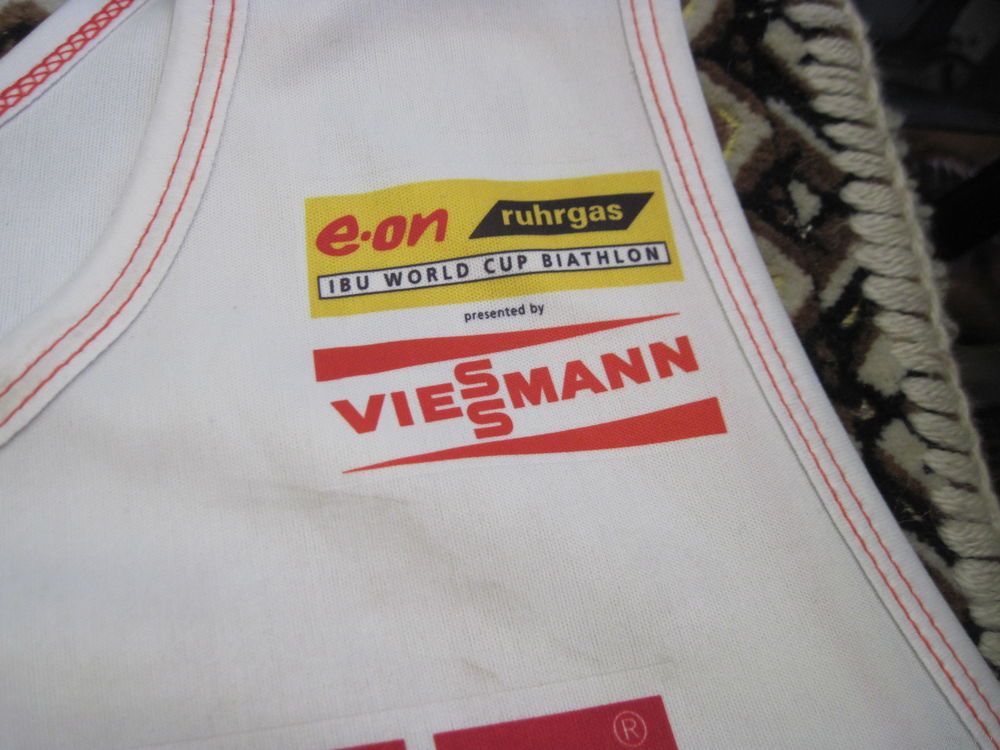 e·on ruhrgas
IBU WORLD CUP BIATHLON
presented by
VIESSMANN
®